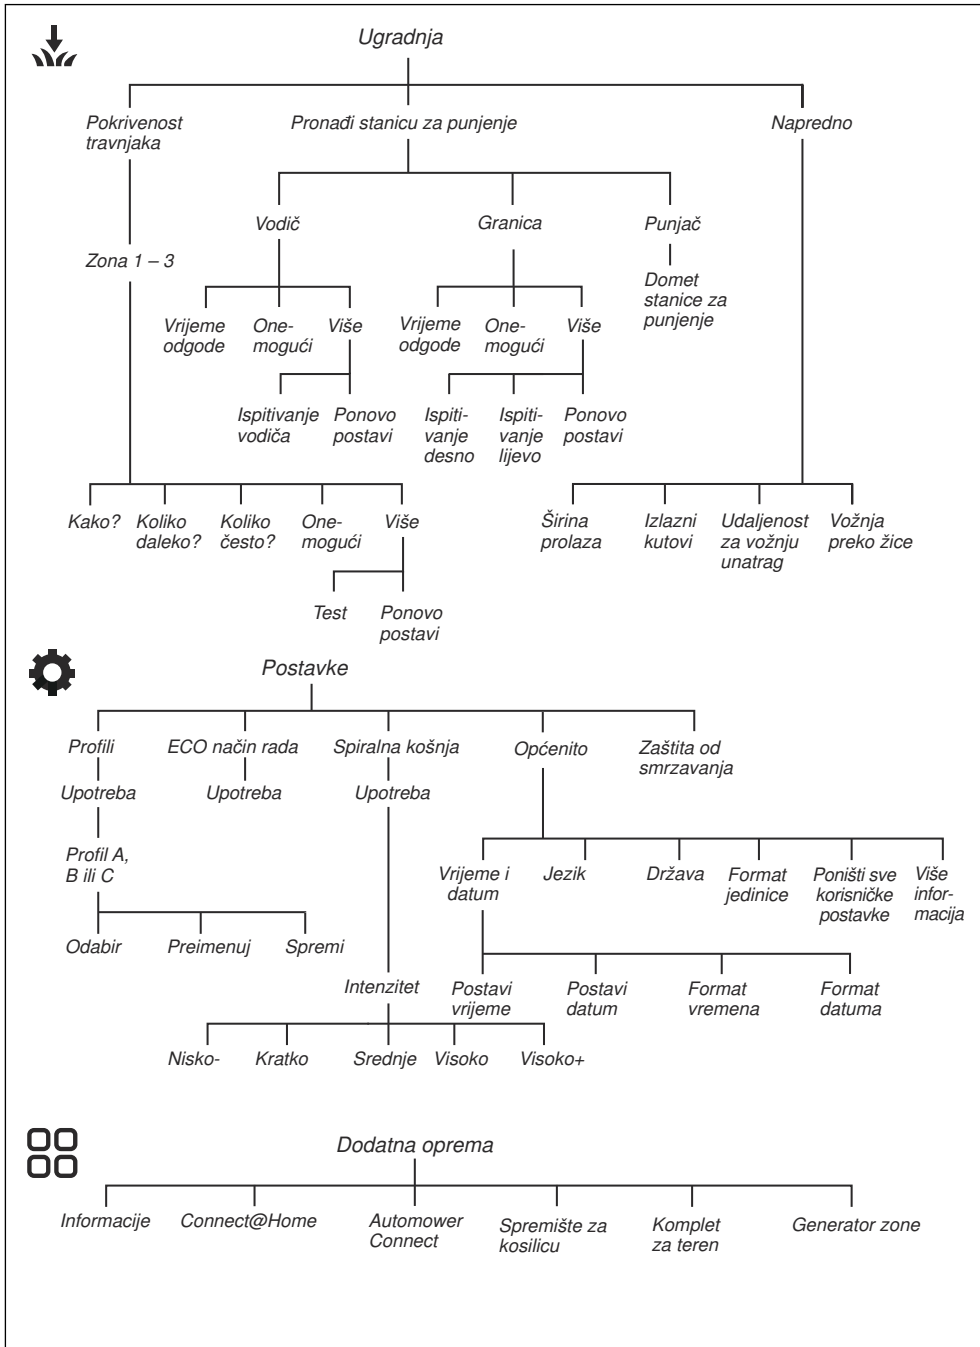 Ugradnja
Pokrivenost
travnjaka
Pronađi stanicu za punjenje
Napredno
Vodič
Granica
Punjač
Zona 1 – 3
Domet
stanice za
punjenje
Vrijeme
odgode
One-
mogući
Više
Vrijeme
odgode
One-
mogući
Više
Ispitivanje
vodiča
Ponovo
postavi
Ispiti-
vanje
desno
Ispiti-
vanje
lijevo
Ponovo
postavi
Kako?
Koliko
daleko?
Koliko
često?
One-
mogući
Više
Širina
prolaza
Izlazni
kutovi
Udaljenost
za vožnju
unatrag
Vožnja
preko žice
Test
Ponovo
postavi
Postavke
Profili
ECO način rada
Spiralna košnja
Općenito
Zaštita od
smrzavanja
Upotreba
Upotreba
Upotreba
Profil A,
B ili C
Vrijeme i
datum
Jezik
Država
Format
jedinice
Poništi sve
korisničke
postavke
Više
infor-
macija
Odabir
Preimenuj
Spremi
Intenzitet
Postavi
vrijeme
Postavi
datum
Format
vremena
Format
datuma
Nisko-
Kratko
Srednje
Visoko
Visoko+
Dodatna oprema
Informacije
Connect@Home
Automower
Connect
Spremište za
kosilicu
Komplet
za teren
Generator zone